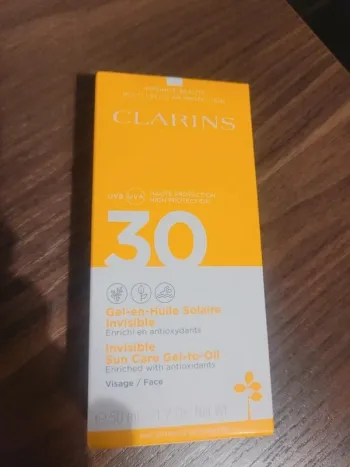 CLARINS
UVB UVA
HAUTE PROTECTION
HIGH PROTECTION
30
Gel-en-Huile Solaire
Invisible
Enrichi en antioxydants
Invisible
Sun Care Gel-to-Oil
Enriched with antioxidants
Visage / Face